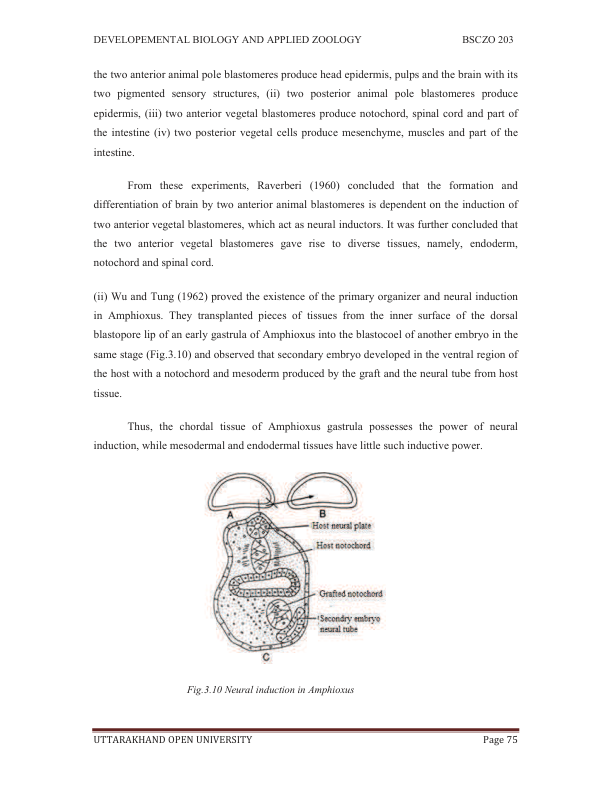 DEVELOPEMENTAL BIOLOGY AND APPLIED ZOOLOGY BSCZO 203
the two anterior animal pole blastomeres produce head epidermis, pulps and the brain with its
two pigmented sensory structures, (ii) two posterior animal pole blastomeres produce
epidermis, (iii) two anterior vegetal blastomeres produce notochord, spinal cord and part of
the intestine (iv) two posterior vegetal cells produce mesenchyme, muscles and part of the
intestine.
From these experiments, Raverberi (1960) concluded that the formation and
differentiation of brain by two anterior animal blastomeres is dependent on the induction of
two anterior vegetal blastomeres, which act as neural inductors. It was further concluded that
the two anterior vegetal blastomeres gave rise to diverse tissues, namely, endoderm,
notochord and spinal cord.
(ii) Wu and Tung (1962) proved the existence of the primary organizer and neural induction
in Amphioxus. They transplanted pieces of tissues from the inner surface of the dorsal
blastopore lip of an early gastrula of Amphioxus into the blastocoel of another embryo in the
same stage (Fig.3.10) and observed that secondary embryo developed in the ventral region of
the host with a notochord and mesoderm produced by the graft and the neural tube from host
tissue.
Thus, the chordal tissue of Amphioxus gastrula possesses the power of neural
induction, while mesodermal and endodermal tissues have little such inductive power.
A B
Host neural plate
Host notochord
Grafted notochord
Secondry embryo
neural tube
C
Fig.3.10 Neural induction in Amphioxus
UTTARAKHAND OPEN UNIVERSITY Page 75